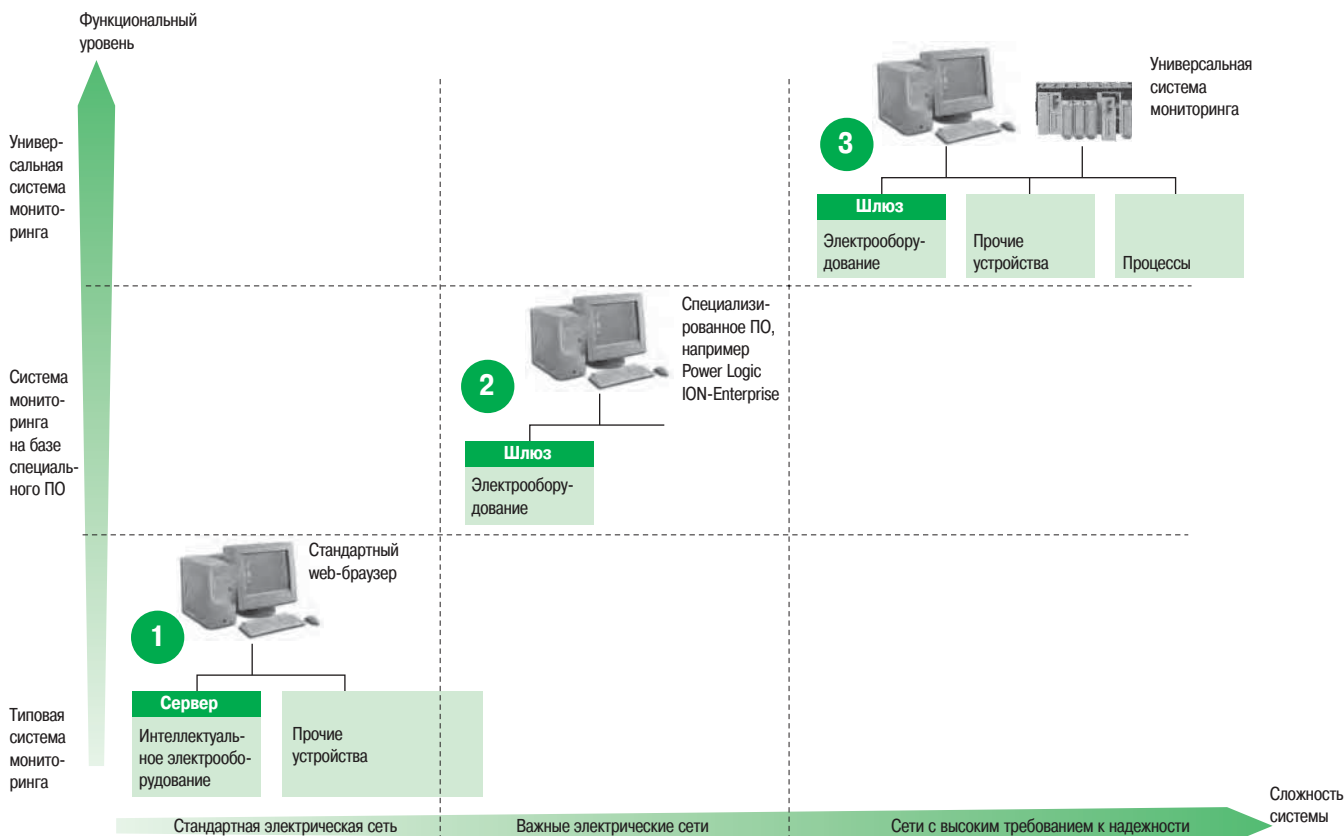 Функциональный
уровень
Универ-
сальная
система
монито-
ринга
3
Универсальная
система
мониторинга
Шлюз
Электрообору-
дование
Прочие
устройства
Процессы
Система
монито-
ринга
на базе
специаль-
ного ПО
2
Специализи-
рованное ПО,
например
Power Logic
ION-Enterprise
Шлюз
Электрообору-
дование
Типовая
система
монито-
ринга
1
Стандартный
web-браузер
Сервер
Интеллектуаль-
ное электрообо-
рудование
Прочие
устройства
Стандартная электрическая сеть
Важные электрические сети
Сети с высоким требованием к надежности
Сложность
системы